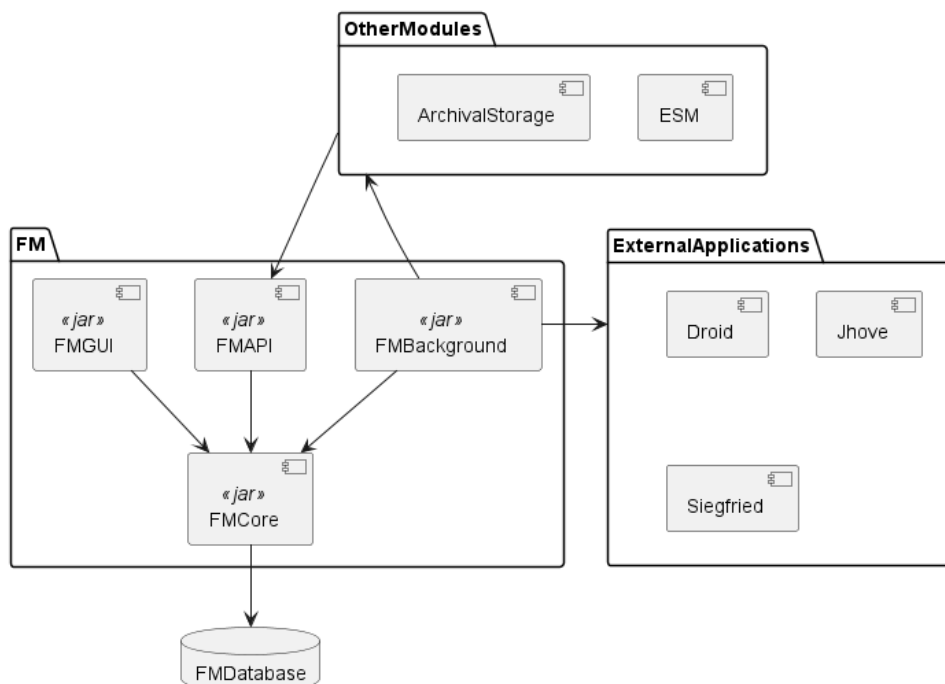 OtherModules
ArchivalStorage
ESM
FM
ExternalApplications
«jar»
FMGUI
«jar»
FMAPI
«jar»
FMBackground
Droid
Jhove
«jar»
FMCore
Siegfried
FMDatabase